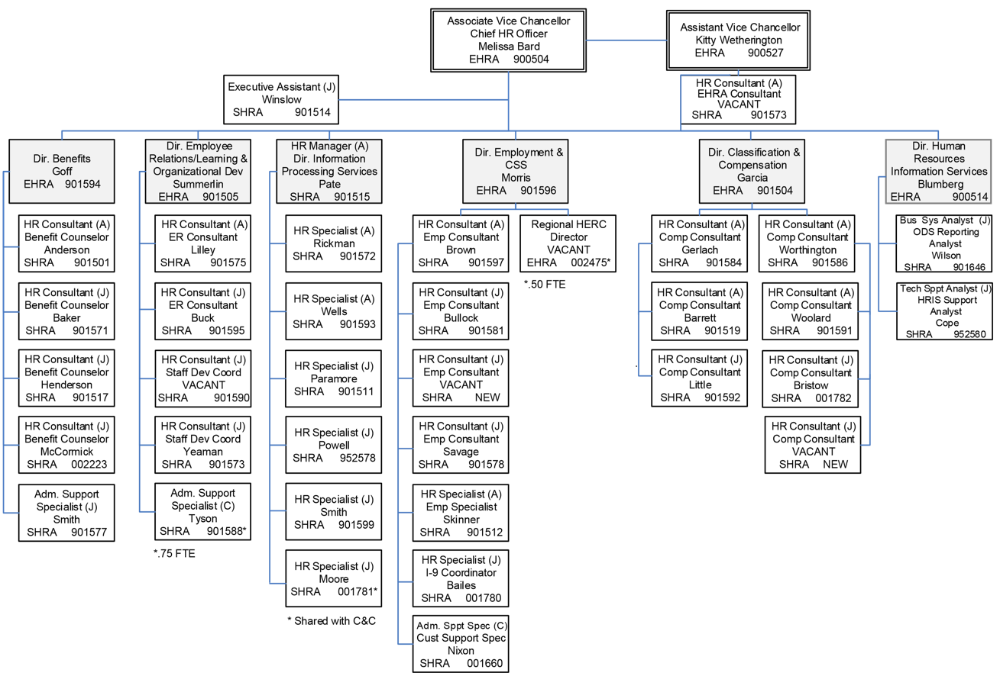 Associate Vice Chancellor
Chief HR Officer
Melissa Bard
EHRA 900504
Assistant Vice Chancellor
Kitty Wetherington
EHRA 900527
Executive Assistant (J)
Winslow
SHRA 901514
HR Consultant (A)
EHRA Consultant
VACANT
SHRA 901573
Dir. Benefits
Goff
EHRA 901594
HR Consultant (A)
Benefit Counselor
Anderson
SHRA 901501
HR Consultant (J)
Benefit Counselor
Baker
SHRA 901571
HR Consultant (J)
Benefit Counselor
Henderson
SHRA 901517
HR Consultant (J)
Benefit Counselor
McCormick
SHRA 002223
Adm. Support
Specialist (J)
Smith
SHRA 901577
Dir. Employee
Relations/Learning &
Organizational Dev
Summerlin
EHRA 901505
HR Consultant (A)
ER Consultant
Lilley
SHRA 901575
HR Consultant (J)
ER Consultant
Buck
SHRA 901595
HR Consultant (J)
Staff Dev Coord
VACANT
SHRA 901590
HR Consultant (J)
Staff Dev Coord
Yeaman
SHRA 901573
Adm. Support
Specialist (C)
Tyson
SHRA 901588*
*.75 FTE
HR Manager (A)
Dir. Information
Processing Services
Pate
SHRA 901515
HR Specialist (A)
Rickman
SHRA 901572
HR Specialist (A)
Wells
SHRA 901593
HR Specialist (J)
Paramore
SHRA 901511
HR Specialist (J)
Powell
SHRA 952578
HR Specialist (J)
Smith
SHRA 901599
HR Specialist (J)
Moore
SHRA 001781*
* Shared with C&C
Dir. Employment &
CSS
Morris
EHRA 901596
HR Consultant (A)
Emp Consultant
Brown
SHRA 901597
HR Consultant (J)
Emp Consultant
Bullock
SHRA 901581
HR Consultant (J)
Emp Consultant
VACANT
SHRA NEW
HR Consultant (J)
Emp Consultant
Savage
SHRA 901578
HR Specialist (A)
Emp Specialist
Skinner
SHRA 901512
HR Specialist (J)
I-9 Coordinator
Bailes
SHRA 001780
Adm. Sppt Spec (C)
Cust Support Spec
Nixon
SHRA 001660
Regional HERC
Director
VACANT
EHRA 002475*
*.50 FTE
Dir. Classification &
Compensation
Garcia
EHRA 901504
HR Consultant (A)
Comp Consultant
Gerlach
SHRA 901584
HR Consultant (A)
Comp Consultant
Barrett
SHRA 901519
HR Consultant (J)
Comp Consultant
Little
SHRA 901592
HR Consultant (A)
Comp Consultant
Worthington
SHRA 901586
HR Consultant (A)
Comp Consultant
Woolard
SHRA 901591
HR Consultant (J)
Comp Consultant
Bristow
SHRA 001782
HR Consultant (J)
Comp Consultant
VACANT
SHRA NEW
Dir. Human
Resources
Information Services
Blumberg
EHRA 900514
Bus Sys Analyst (J)
ODS Reporting
Analyst
Wilson
SHRA 901646
Tech Sppt Analyst (J)
HRIS Support
Analyst
Cope
SHRA 952580